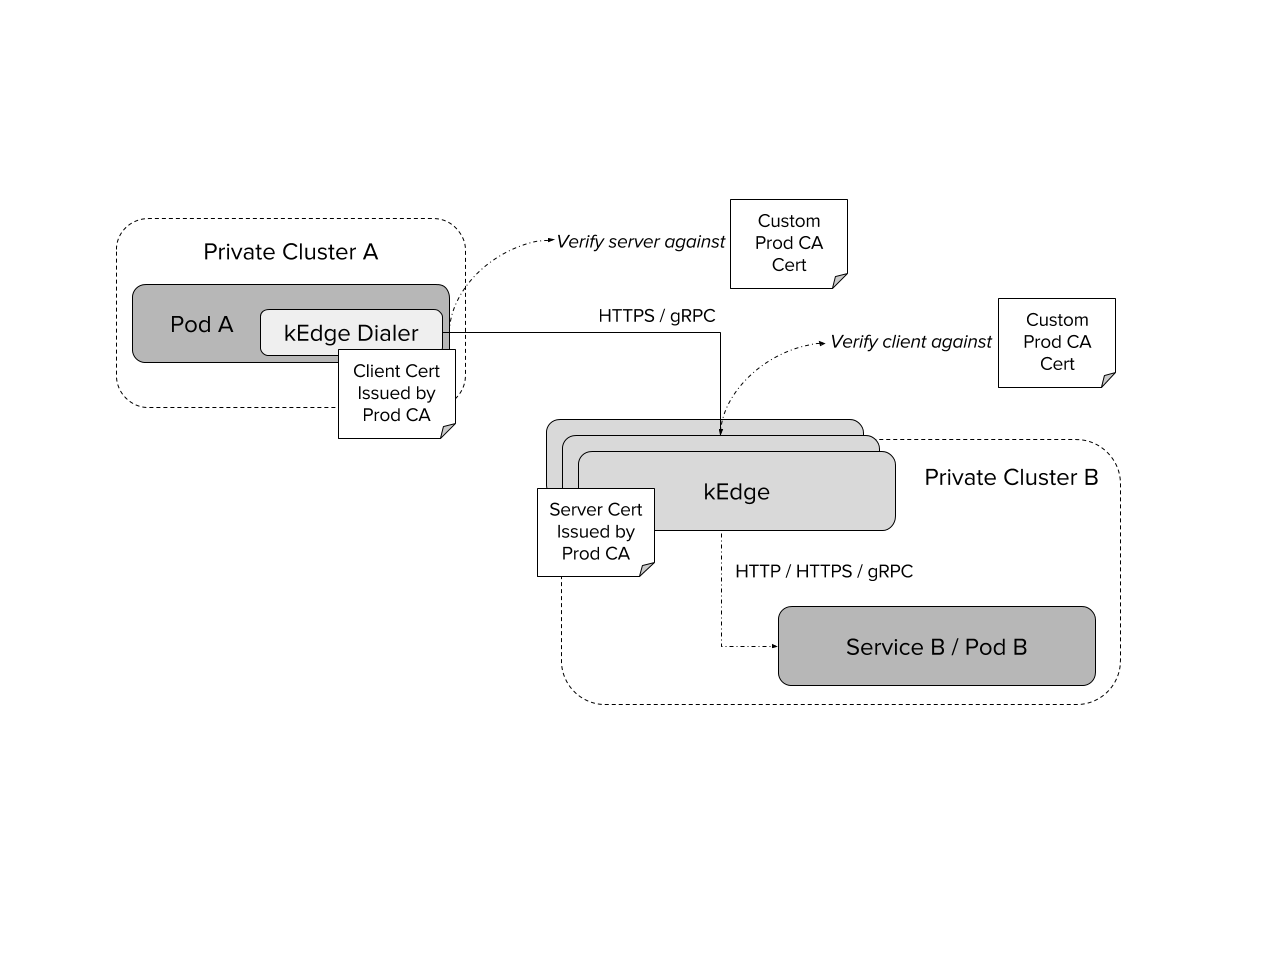 Private Cluster A
Pod A
kEdge Dialer
Client Cert
Issued by
Prod CA
Verify server against
Custom
Prod CA
Cert
HTTPS / gRPC
Verify client against
Custom
Prod CA
Cert
Private Cluster B
kEdge
Server Cert
Issued by
Prod CA
HTTP / HTTPS / gRPC
Service B / Pod B